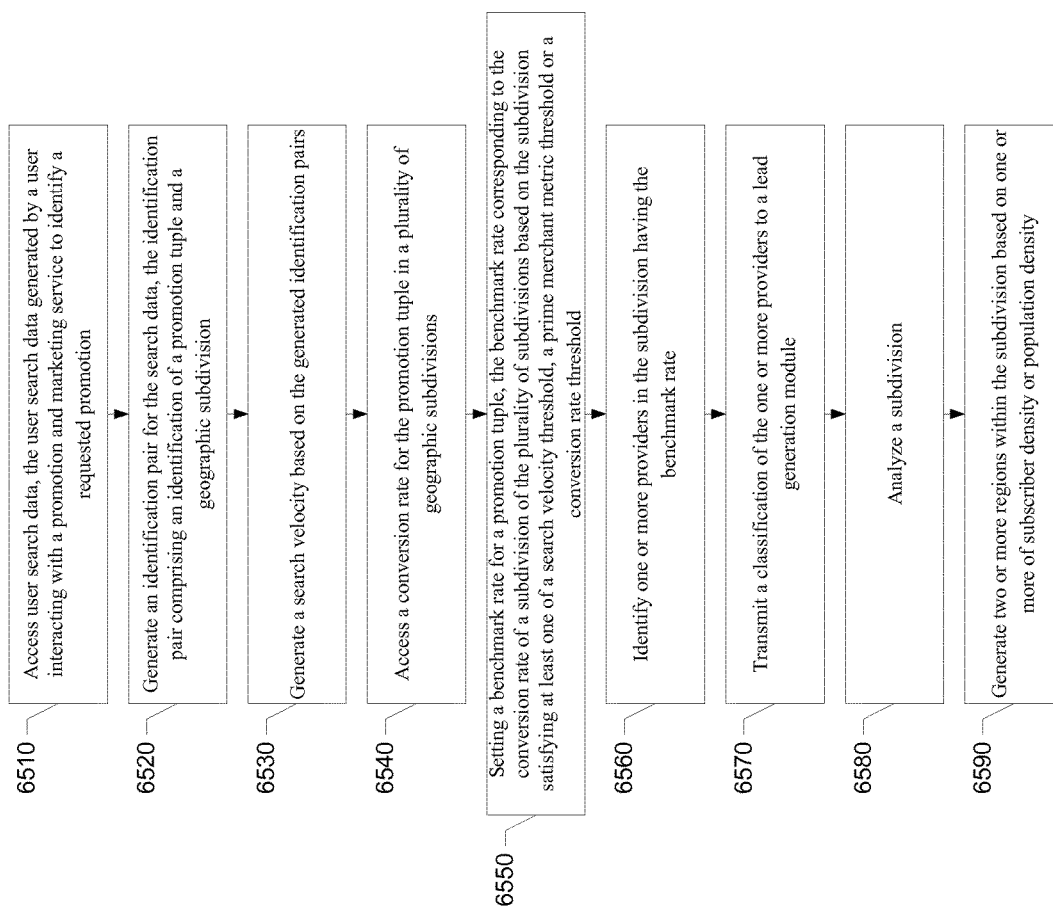 6510
Access user search data, the user search data generated by a user
interacting with a promotion and marketing service to identify a
requested promotion
6520
Generate an identification pair for the search data, the identification
pair comprising an identification of a promotion tuple and a
geographic subdivision
6530
Generate a search velocity based on the generated identification pairs
6540
Access a conversion rate for the promotion tuple in a plurality of
geographic subdivisions
6550
Setting a benchmark rate for a promotion tuple, the benchmark rate corresponding to the
conversion rate of a subdivision of the plurality of subdivisions based on the subdivision
satisfying at least one of a search velocity threshold, a prime merchant metric threshold or a
conversion rate threshold
6560
Identify one or more providers in the subdivision having the
benchmark rate
6570
Transmit a classification of the one or more providers to a lead
generation module
6580
Analyze a subdivision
6590
Generate two or more regions within the subdivision based on one or
more of subscriber density or population density